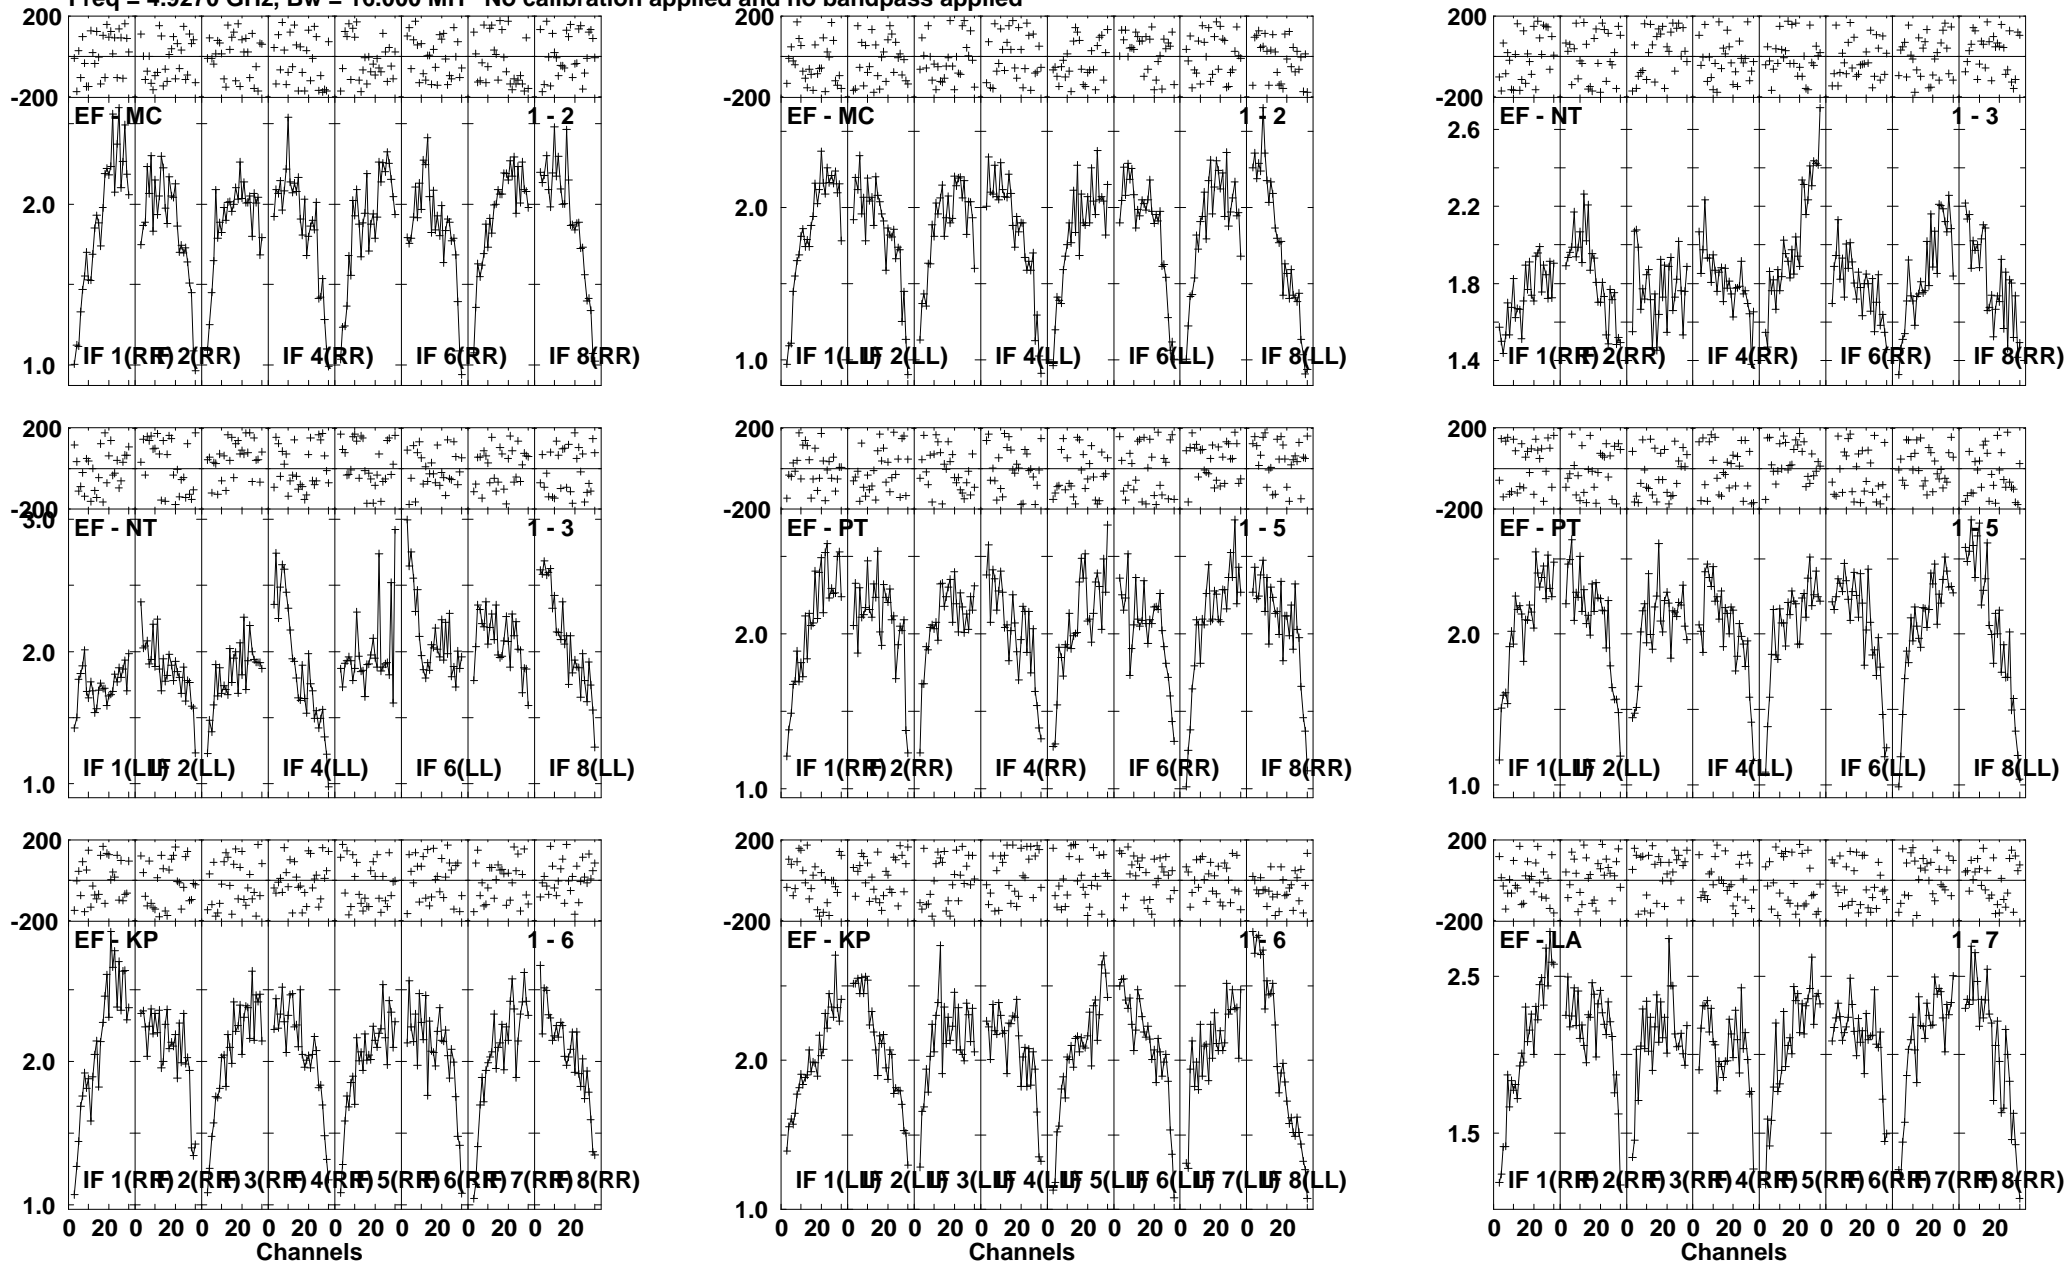 Freq = 4.9270 GHz, Bw = 16.000 MH No calibration applied and no bandpass applied
200 200 200
-200 -200 -200
EF - MC 1 - 2 EF - MC 1 - 2 EF - NT 1 - 3
2.6
2.0 2.0 2.2
1.8
1.0 1.0 1.4
IF 1(RR) IF 2(RR) IF 4(RR) IF 6(RR) IF 8(RR) IF 1(LL) IF 2(LL) IF 4(LL) IF 6(LL) IF 8(LL) IF 1(RR) IF 2(RR) IF 4(RR) IF 6(RR) IF 8(RR)
200 200 200
-200 -200 -200
3.0
EF - NT 1 - 3 EF - PT 1 - 5 EF - PT 1 - 5
2.0 2.0 2.0
IF 1(LL) IF 2(LL) IF 4(LL) IF 6(LL) IF 8(LL) IF 1(RR) IF 2(RR) IF 4(RR) IF 6(RR) IF 8(RR) IF 1(LL) IF 2(LL) IF 4(LL) IF 6(LL) IF 8(LL)
1.0 1.0 1.0
200 200 200
-200 -200 -200
EF - KP 1 - 6 EF - KP 1 - 6 EF - LA 1 - 7
2.5
2.0 2.0
1.5
IF 1(RR) IF 2(RR) IF 3(RR) IF 4(RR) IF 5(RR) IF 6(RR) IF 7(RR) IF 8(RR) IF 1(LL) IF 2(LL) IF 3(LL) IF 4(LL) IF 5(LL) IF 6(LL) IF 7(LL) IF 8(LL) IF 1(RR) IF 2(RR) IF 3(RR) IF 4(RR) IF 5(RR) IF 6(RR) IF 7(RR) IF 8(RR)
1.0 1.0
0 20 0 20 0 20 0 20 0 20 0 20 0 20 0 20 0 20 0 20 0 20 0 20 0 20 0 20 0 20 0 20 0 20 0 20 0 20 0 20 0 20 0 20 0 20 0 20
Channels Channels